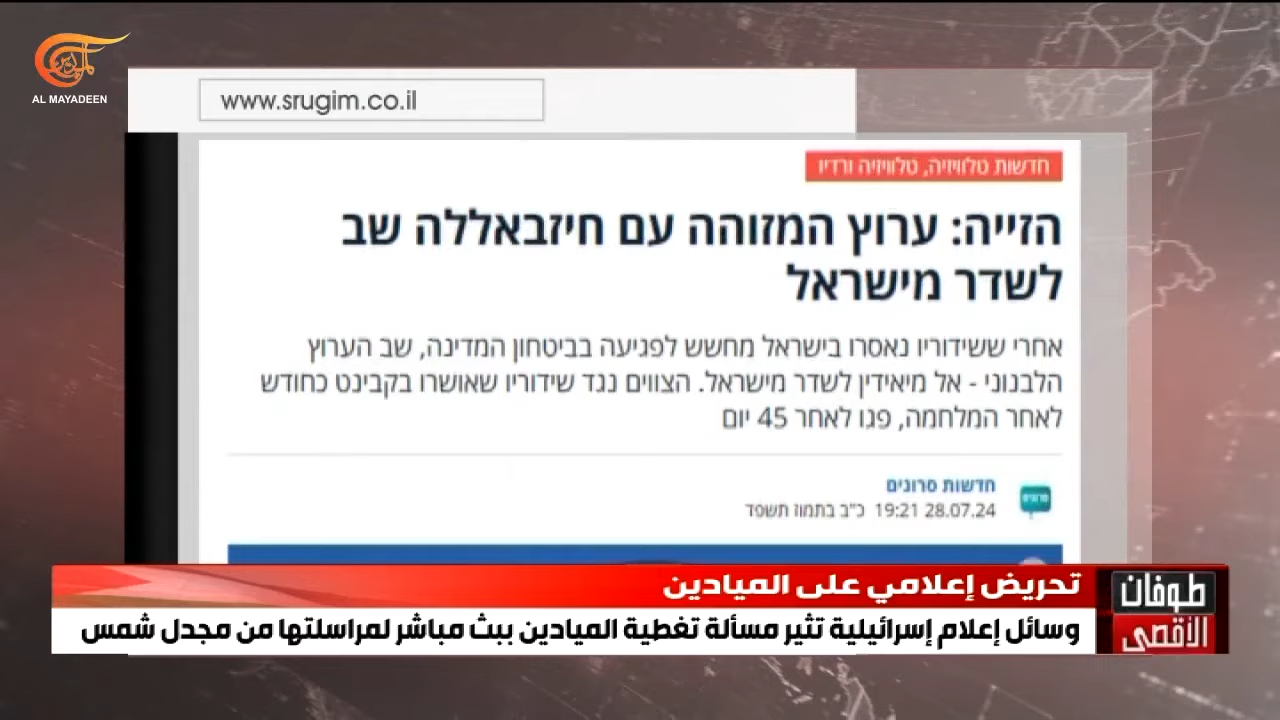 AL MAYADEEN
www.srugim.co.il
חדשות טלוויזיה, טלוויזיה ורדיו
הזייה: ערוץ המזוהה עם חיזבאללה שב
לשדר מישראל
אחרי ששידוריו נאסרו בישראל מחשש לפגיעה בביטחון המדינה, שב הערוץ
הלבנוני - אל מיאידין לשדר מישראל. הצווים נגד שידוריו שאושרו בקבינט כחודש
לאחר המלחמה, פגו לאחר 45 יום
חדשות סרוגים
28.07.24 19:21 כ"ב בתמוז תשפד
סרוגים
تحريض إعلامي على الميادين
وسائل إعلام إسرائيلية تثير مسألة تغطية الميادين ببث مباشر لمراسلتها من مجدل شمس
طوفان
الأقصى